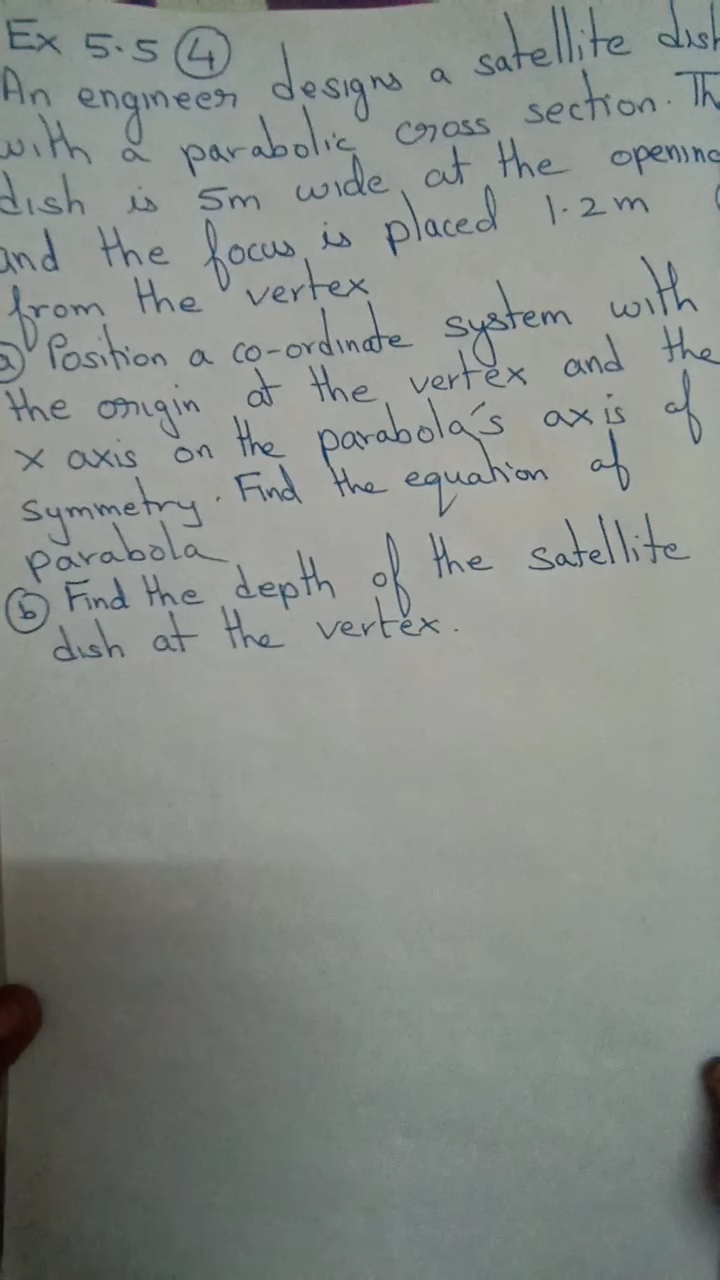 Ex 5.5 4
An engineer designs a satellite dish
with a parabolic cross section. Th
dish is 5m wide at the opening
and the focus is placed 1.2 m
from the vertex
a) Position a co-ordinate system with
the origin at the vertex and the
x axis on the parabola's axis of
symmetry. Find the equation of
parabola
b Find the depth of the satellite
dish at the vertex.